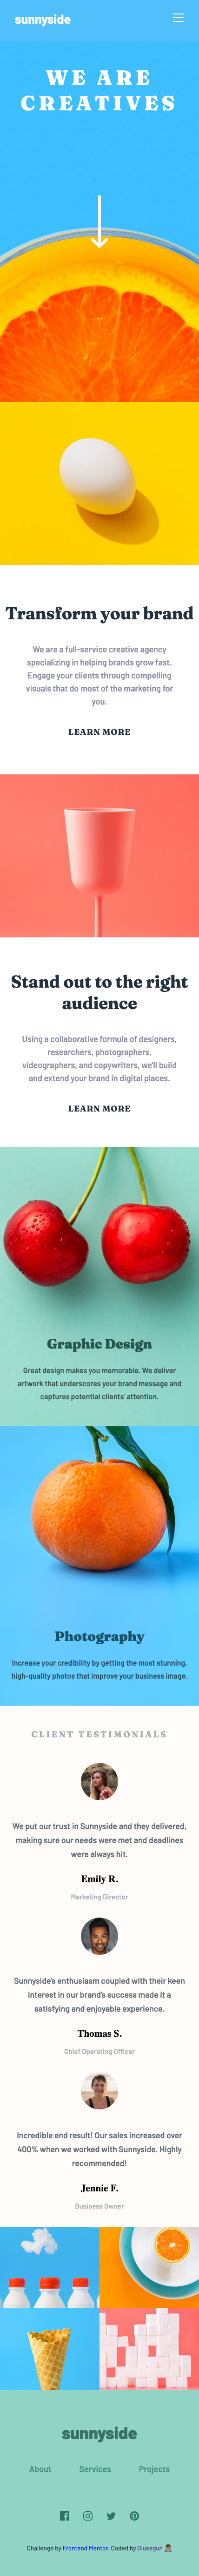 sunnyside
WE ARE
CREATIVES
Transform your brand
We are a full-service creative agency
specializing in helping brands grow fast.
Engage your clients through compelling
visuals that do most of the marketing for
you.
LEARN MORE
Stand out to the right
audience
Using a collaborative formula of designers,
researchers, photographers,
videographers, and copywriters, we'll build
and extend your brand in digital places.
LEARN MORE
Graphic Design
Great design makes you memorable. We deliver
artwork that underscores your brand message and
captures potential clients' attention.
Photography
Increase your credibility by getting the most stunning,
high-quality photos that improve your business image.
CLIENT TESTIMONIALS
We put our trust in Sunnyside and they delivered,
making sure our needs were met and deadlines
were always hit.
Emily R.
Marketing Director
Sunnyside's enthusiasm coupled with their keen
interest in our brand's success made it a
satisfying and enjoyable experience.
Thomas S.
Chief Operating Officer
Incredible end result! Our sales increased over
400% when we worked with Sunnyside. Highly
recommended!
Jennie F.
Business Owner
sunnyside
About Services Projects
Challenge by Frontend Mentor. Coded by Olusegun